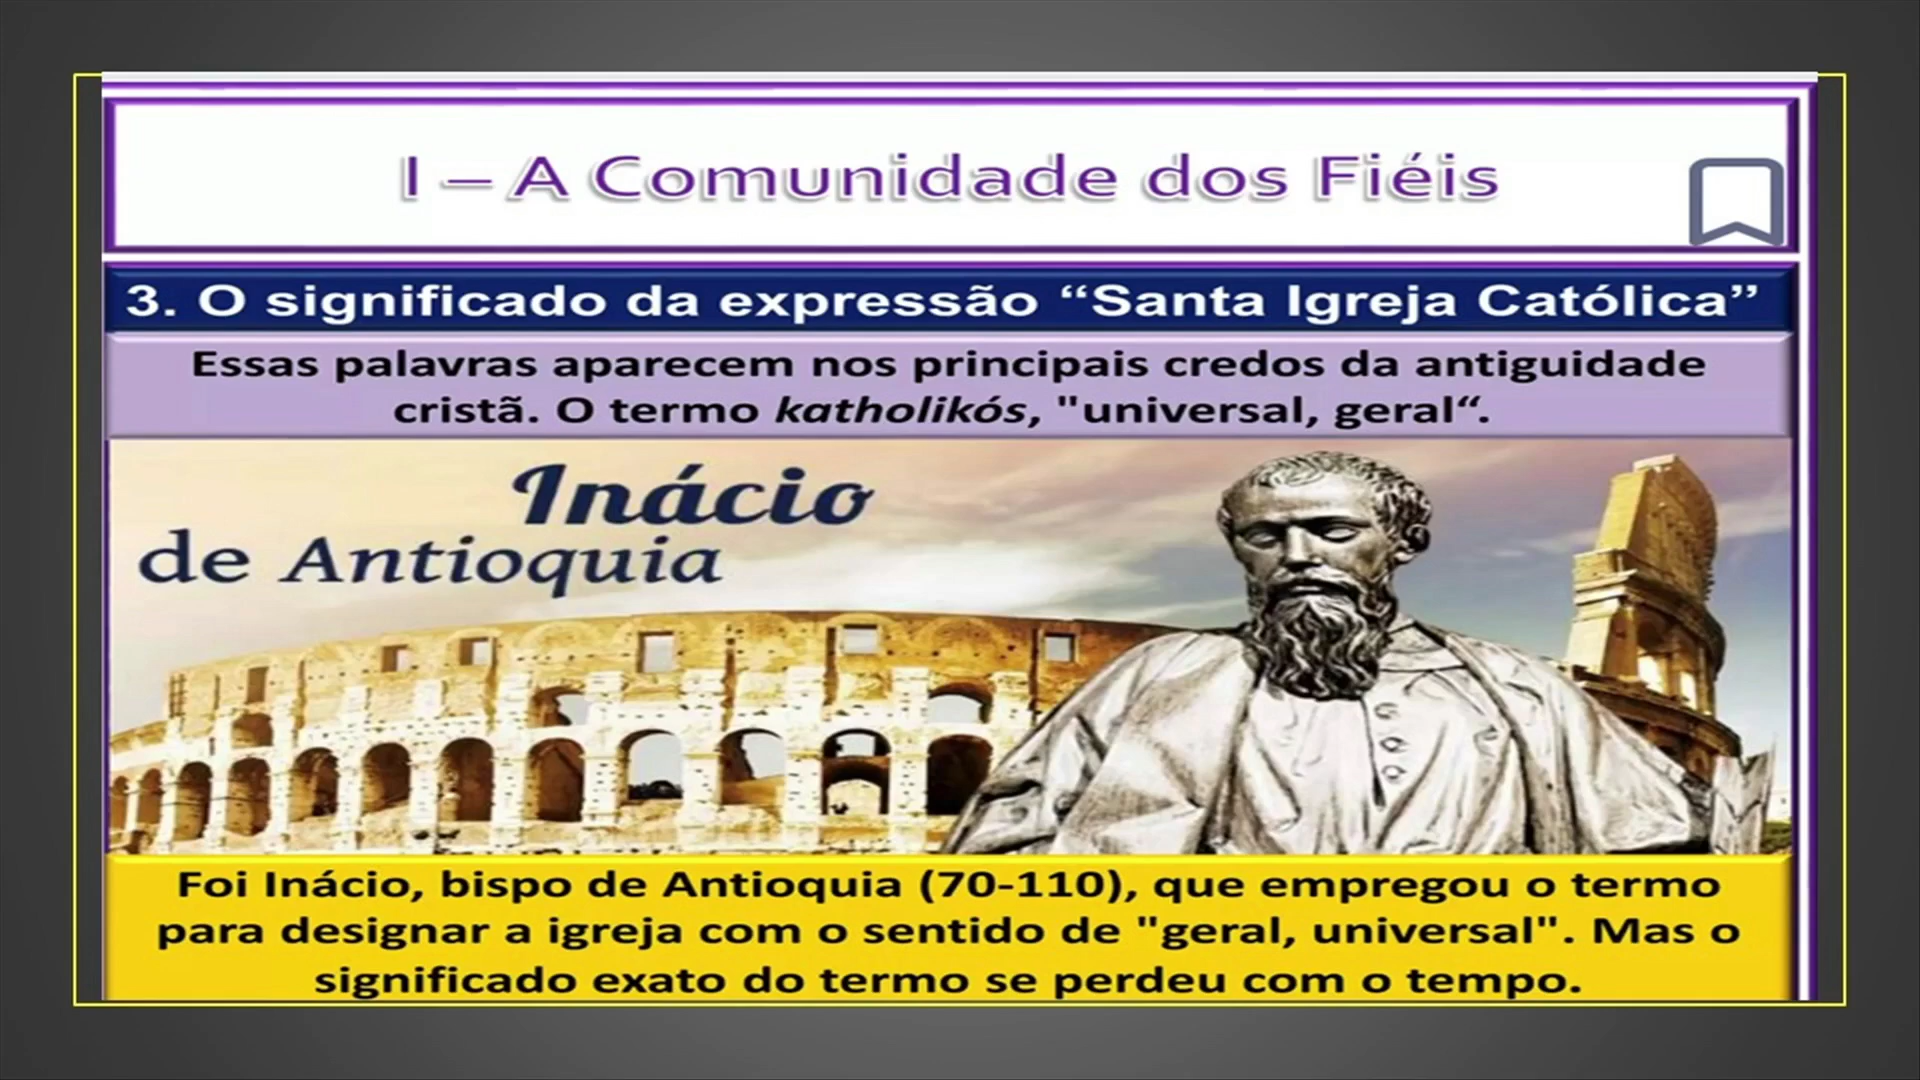 I – A Comunidade dos Fiéis
3. O significado da expressão “Santa Igreja Católica”
Essas palavras aparecem nos principais credos da antiguidade
cristã. O termo katholikós, "universal, geral“.
Inácio
de Antioquia
Foi Inácio, bispo de Antioquia (70-110), que empregou o termo
para designar a igreja com o sentido de "geral, universal". Mas o
significado exato do termo se perdeu com o tempo.